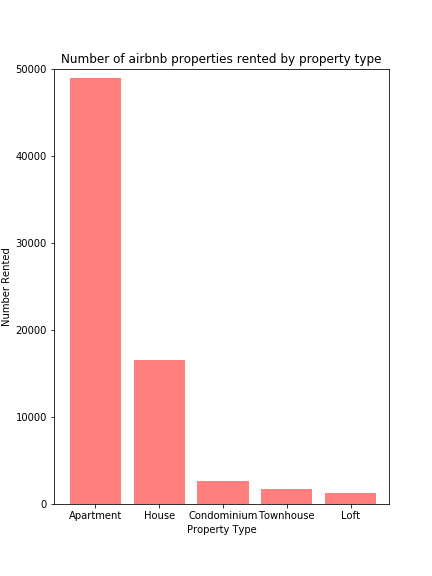 Number of airbnb properties rented by property type
50000
40000
30000
20000
10000
0
Number Rented
Apartment House Condominium Townhouse Loft
Property Type